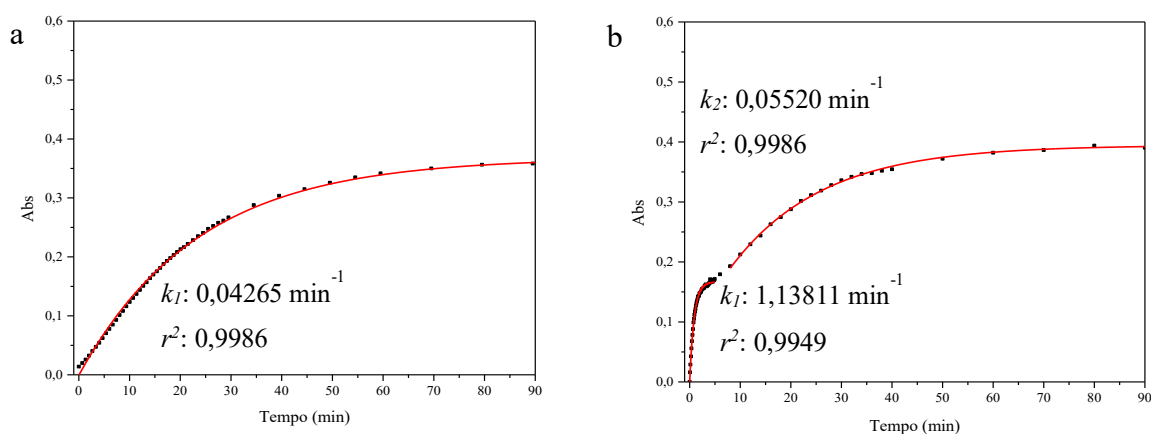 a
0,6
0,5
0,4
0,3
0,2
0,1
0,0
Abs
k₁: 0,04265 min⁻¹
r²: 0,9986
0 10 20 30 40 50 60 70 80 90
Tempo (min)
b
0,6
0,5
0,4
0,3
0,2
0,1
0,0
Abs
k₂: 0,05520 min⁻¹
r²: 0,9986
k₁: 1,13811 min⁻¹
r²: 0,9949
0 10 20 30 40 50 60 70 80 90
Tempo (min)